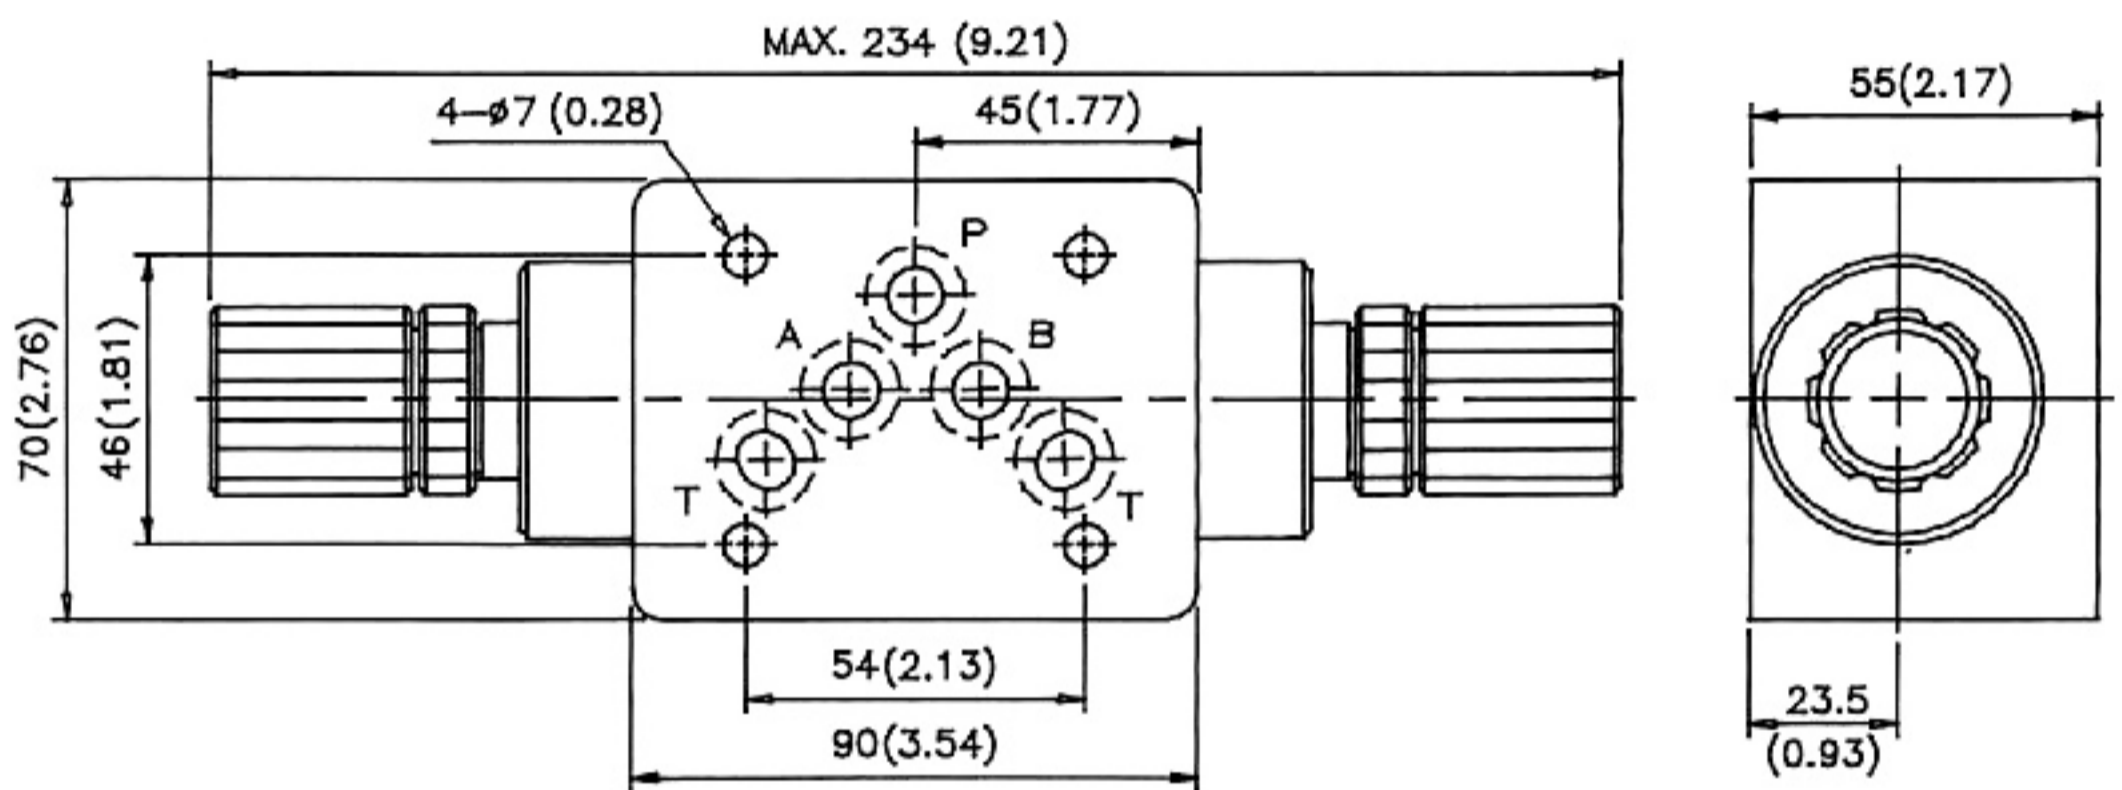 MAX. 234 (9.21)
55(2.17)
4-ø7 (0.28)
45(1.77)
P
A
B
70(2.76)
46(1.81)
T
T
54(2.13)
23.5
(0.93)
90(3.54)